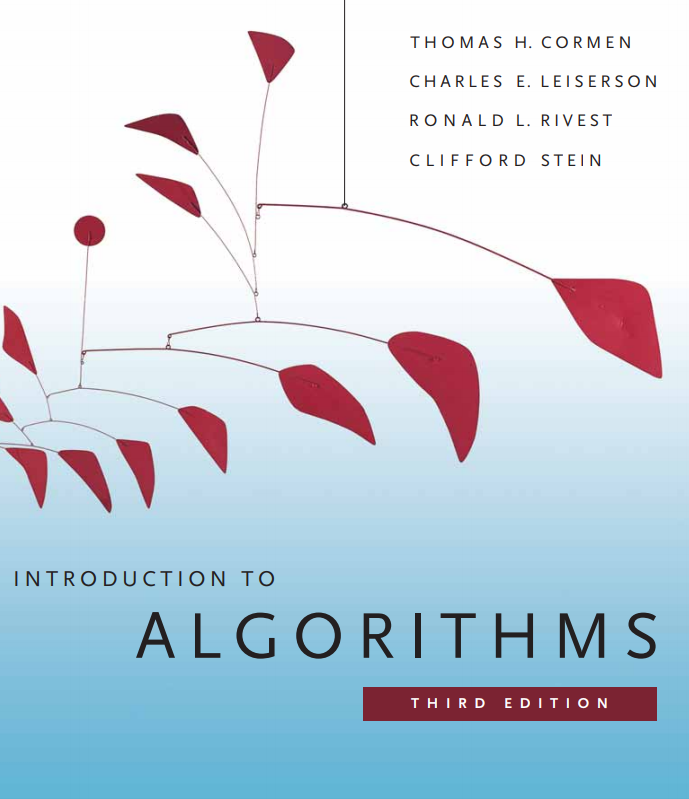 THOMAS H. CORMEN
CHARLES E. LEISERSON
RONALD L. RIVEST
CLIFFORD STEIN
INTRODUCTION TO
ALGORITHMS
THIRD EDITION